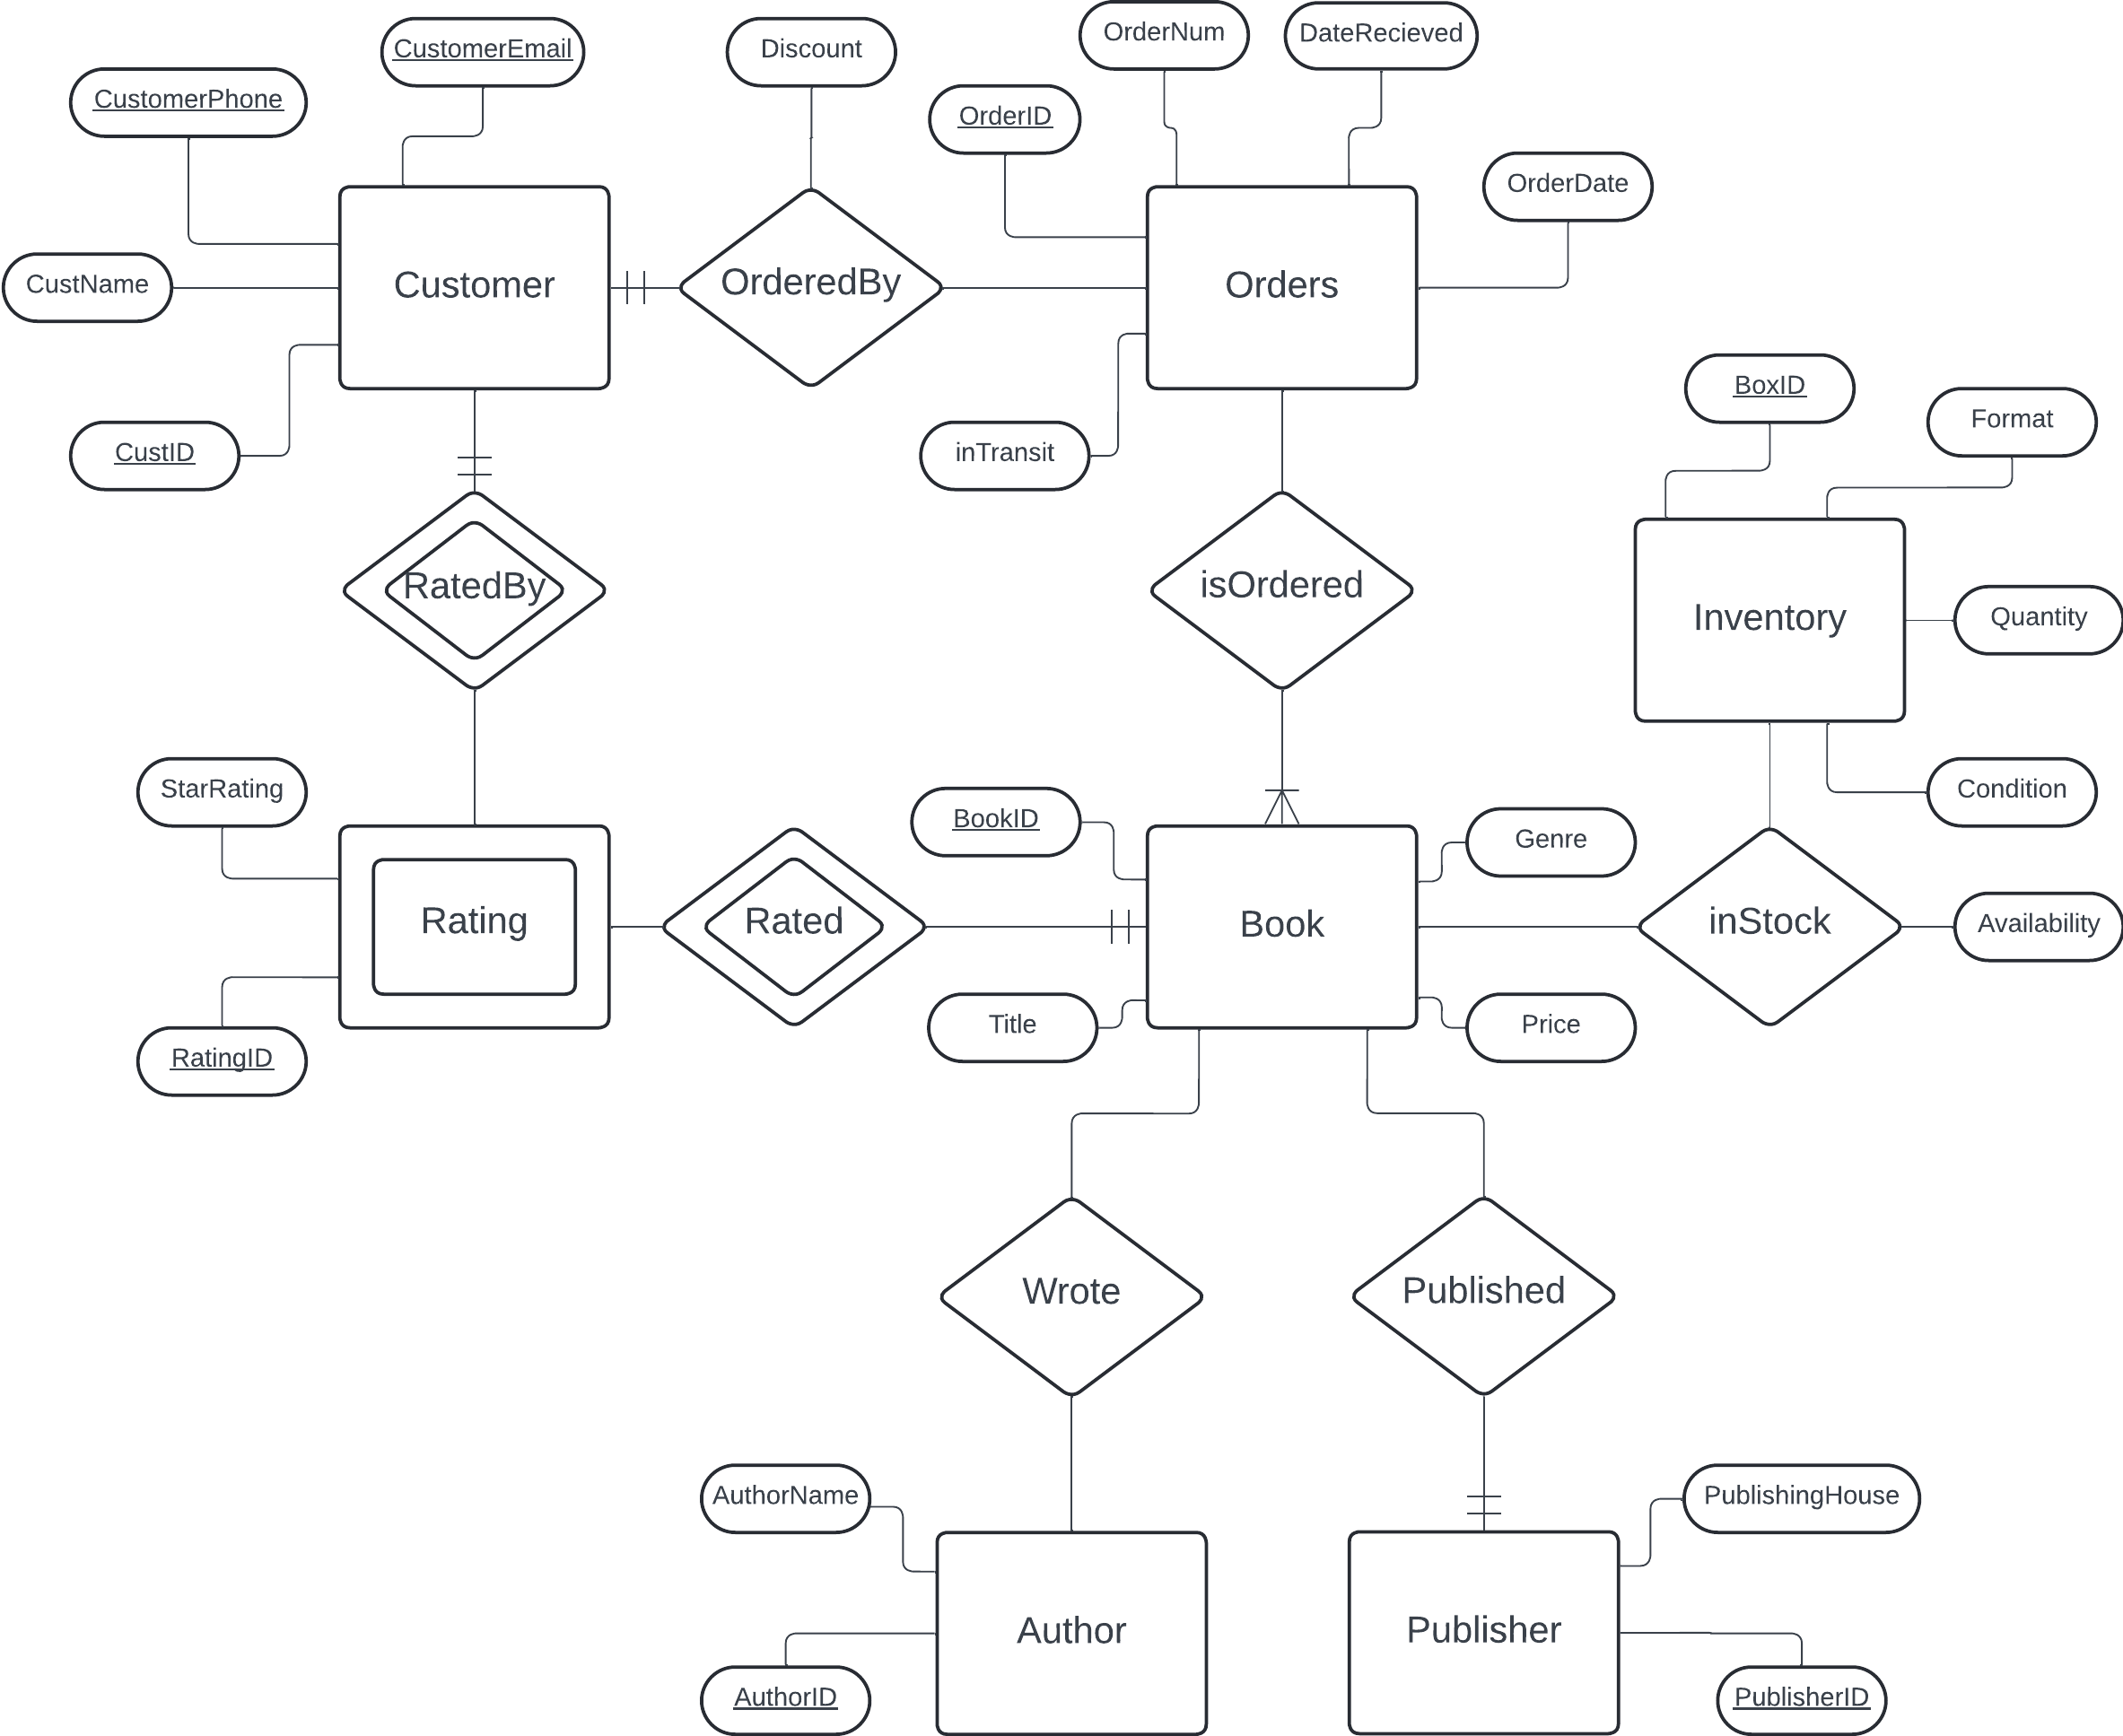 OrderNum
DateRecieved
CustomerEmail
Discount
CustomerPhone
OrderID
OrderDate
CustName
Customer
OrderedBy
Orders
BoxID
Format
CustID
inTransit
RatedBy
isOrdered
Inventory
Quantity
StarRating
Condition
BookID
Genre
Rating
Rated
Book
inStock
Availability
Title
Price
RatingID
Wrote
Published
AuthorName
PublishingHouse
Author
Publisher
AuthorID
PublisherID